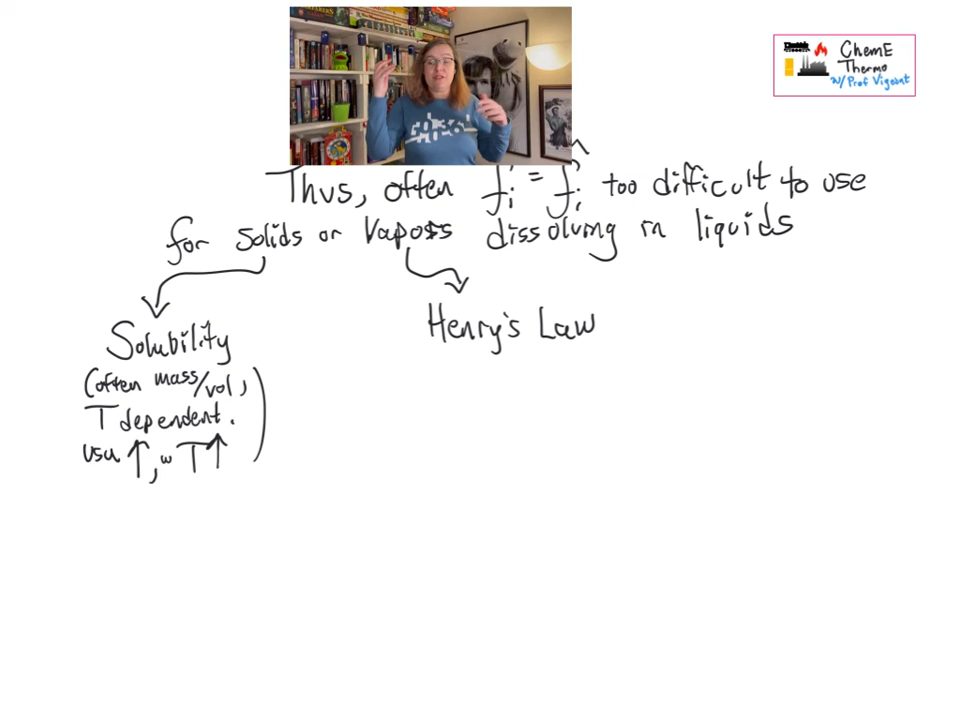 ChemE
Thermo
w/ Prof Vigeant
Thus, often f̂i = f̂i too difficult to use
for solids or Vapors dissolving in liquids
Solubility
(often mass/vol,
T dependent.
usu ↑, w T↑)
Henry's Law